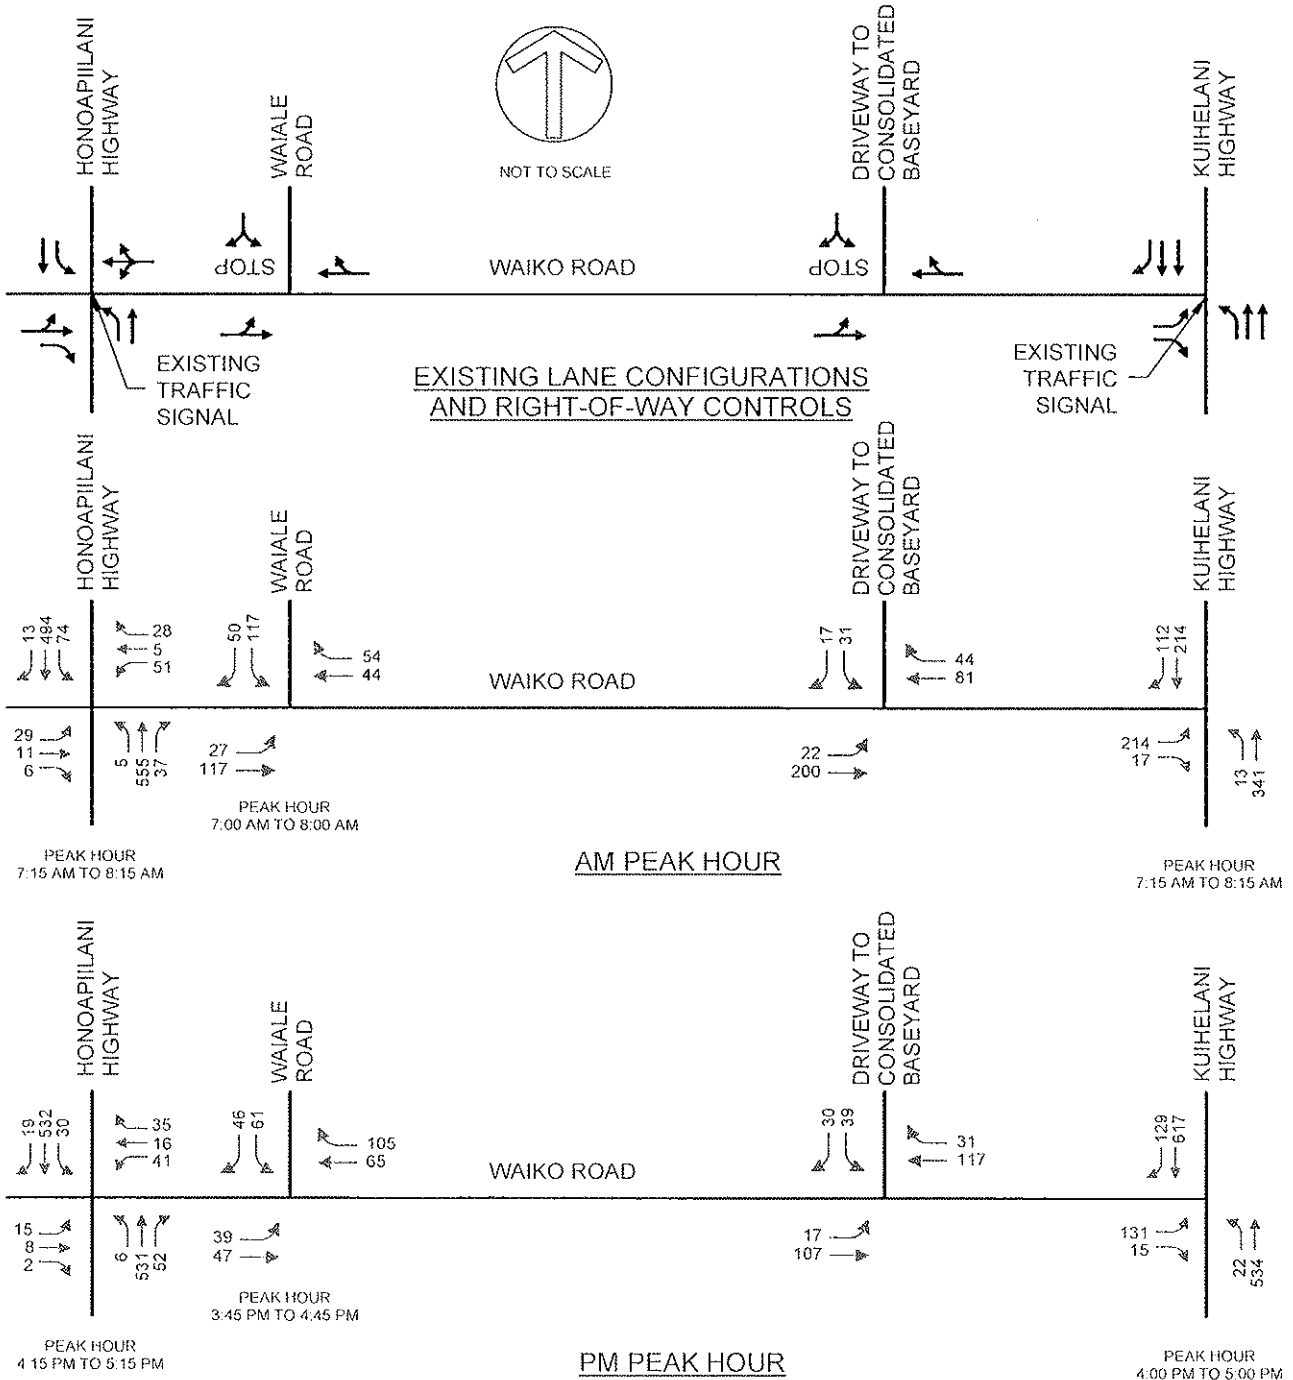 HONOAPIILANI
HIGHWAY
WAIALE
ROAD
NOT TO SCALE
DRIVEWAY TO
CONSOLIDATED
BASEYARD
KUIHELANI
HIGHWAY
STOP
WAIKO ROAD
STOP
EXISTING
TRAFFIC
SIGNAL
EXISTING LANE CONFIGURATIONS
AND RIGHT-OF-WAY CONTROLS
EXISTING
TRAFFIC
SIGNAL
HONOAPIILANI
HIGHWAY
WAIALE
ROAD
DRIVEWAY TO
CONSOLIDATED
BASEYARD
KUIHELANI
HIGHWAY
13
494
74
28
5
51
50
117
54
44
WAIKO ROAD
17
31
44
81
112
214
29
11
6
5
555
37
27
117
22
200
214
17
13
341
PEAK HOUR
7:00 AM TO 8:00 AM
PEAK HOUR
7:15 AM TO 8:15 AM
AM PEAK HOUR
PEAK HOUR
7:15 AM TO 8:15 AM
HONOAPIILANI
HIGHWAY
WAIALE
ROAD
DRIVEWAY TO
CONSOLIDATED
BASEYARD
KUIHELANI
HIGHWAY
19
532
30
35
16
41
46
61
105
65
WAIKO ROAD
30
39
31
117
129
617
15
8
2
6
531
52
39
47
17
107
131
15
22
534
PEAK HOUR
3:45 PM TO 4:45 PM
PEAK HOUR
4:15 PM TO 5:15 PM
PM PEAK HOUR
PEAK HOUR
4:00 PM TO 5:00 PM